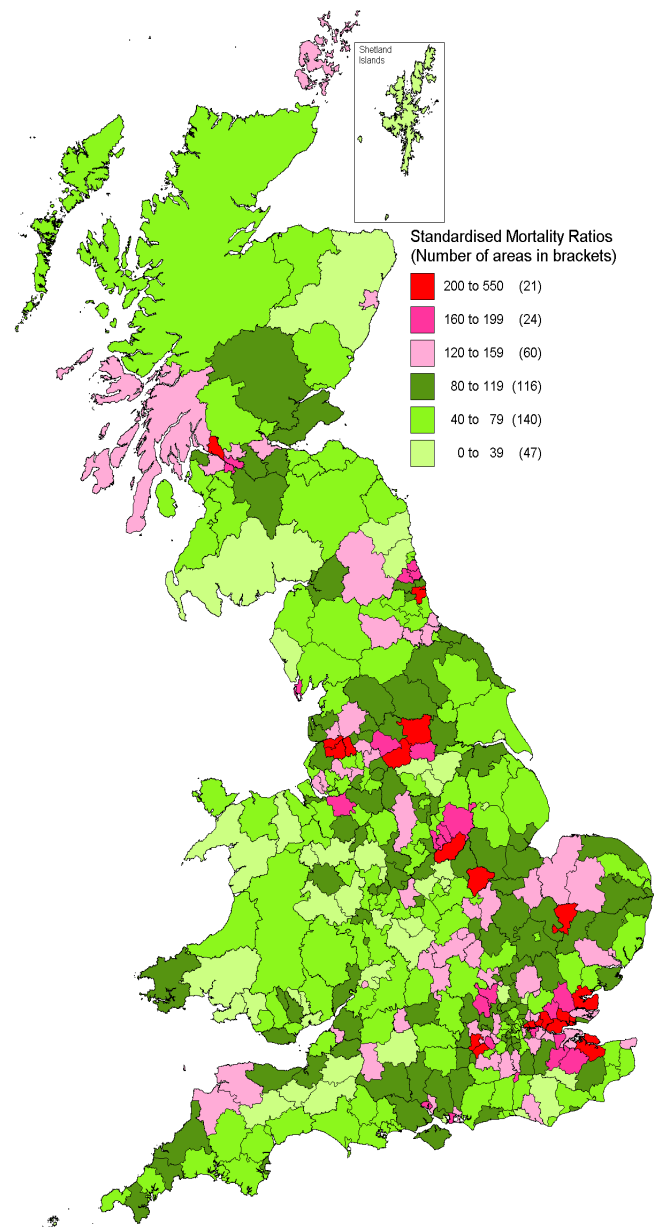 Shetland
Islands
Standardised Mortality Ratios
(Number of areas in brackets)
200 to 550 (21)
160 to 199 (24)
120 to 159 (60)
80 to 119 (116)
40 to 79 (140)
0 to 39 (47)